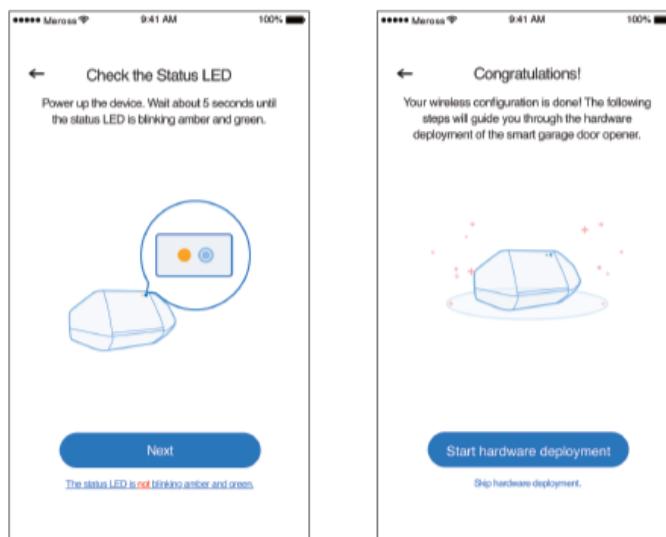 Meross 9:41 AM 100%
Check the Status LED
Power up the device. Wait about 5 seconds until
the status LED is blinking amber and green.
Next
The status LED is not blinking amber and green.
Meross 9:41 AM 100%
Congratulations!
Your wireless configuration is done! The following
steps will guide you through the hardware
deployment of the smart garage door opener.
Start hardware deployment
Skip hardware deployment.